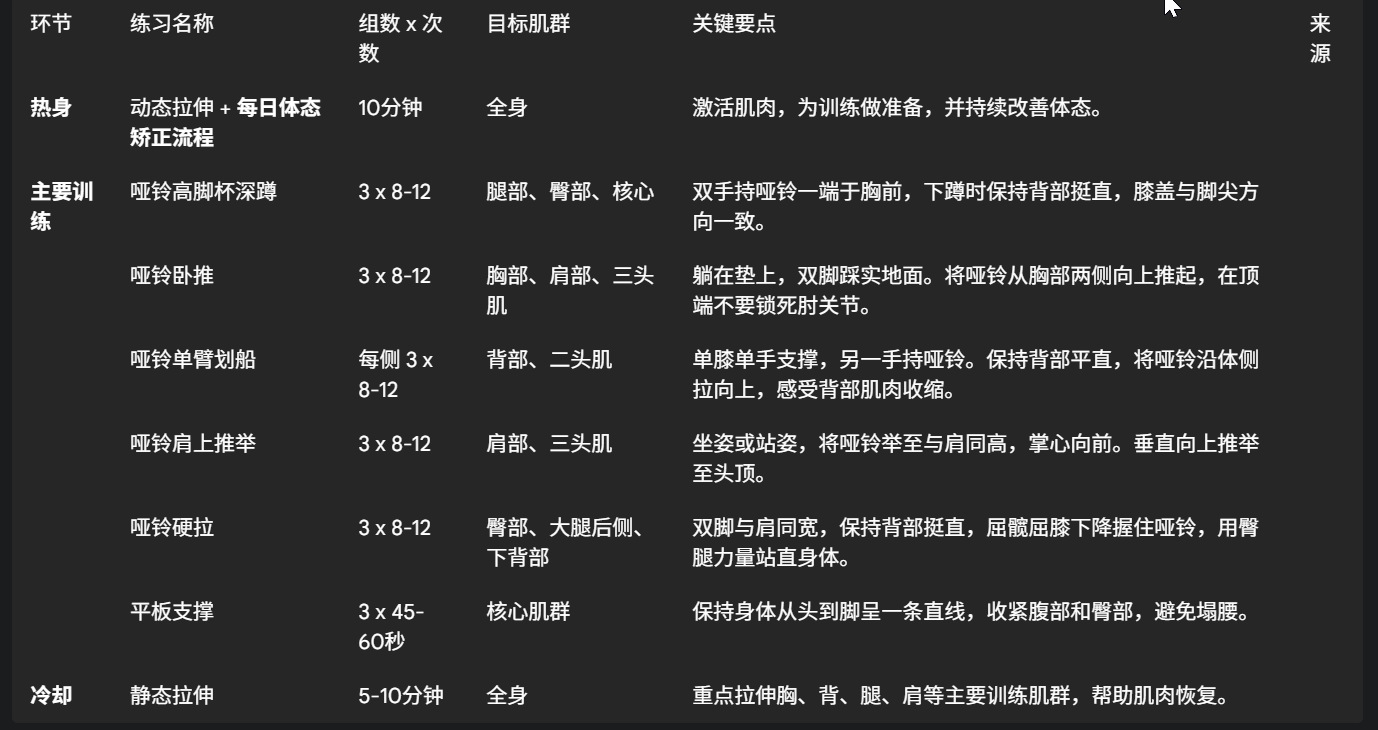 环节 练习名称 组数 x 次数 目标肌群 关键要点 来源
热身 动态拉伸 + 每日体态矫正流程 10分钟 全身 激活肌肉，为训练做准备，并持续改善体态。
主要训练 哑铃高脚杯深蹲 3 x 8-12 腿部、臀部、核心 双手持哑铃一端于胸前，下蹲时保持背部挺直，膝盖与脚尖方向一致。
哑铃卧推 3 x 8-12 胸部、肩部、三头肌 躺在垫上，双脚踩实地面。将哑铃从胸部两侧向上推起，在顶端不要锁死肘关节。
哑铃单臂划船 每侧 3 x 8-12 背部、二头肌 单膝单手支撑，另一手持哑铃。保持背部平直，将哑铃沿体侧拉向上，感受背部肌肉收缩。
哑铃肩上推举 3 x 8-12 肩部、三头肌 坐姿或站姿，将哑铃举至与肩同高，掌心向前。垂直向上推举至头顶。
哑铃硬拉 3 x 8-12 臀部、大腿后侧、下背部 双脚与肩同宽，保持背部挺直，屈髋屈膝下降握住哑铃，用臀腿力量站直身体。
平板支撑 3 x 45-60秒 核心肌群 保持身体从头到脚呈一条直线，收紧腹部和臀部，避免塌腰。
冷却 静态拉伸 5-10分钟 全身 重点拉伸胸、背、腿、肩等主要训练肌群，帮助肌肉恢复。